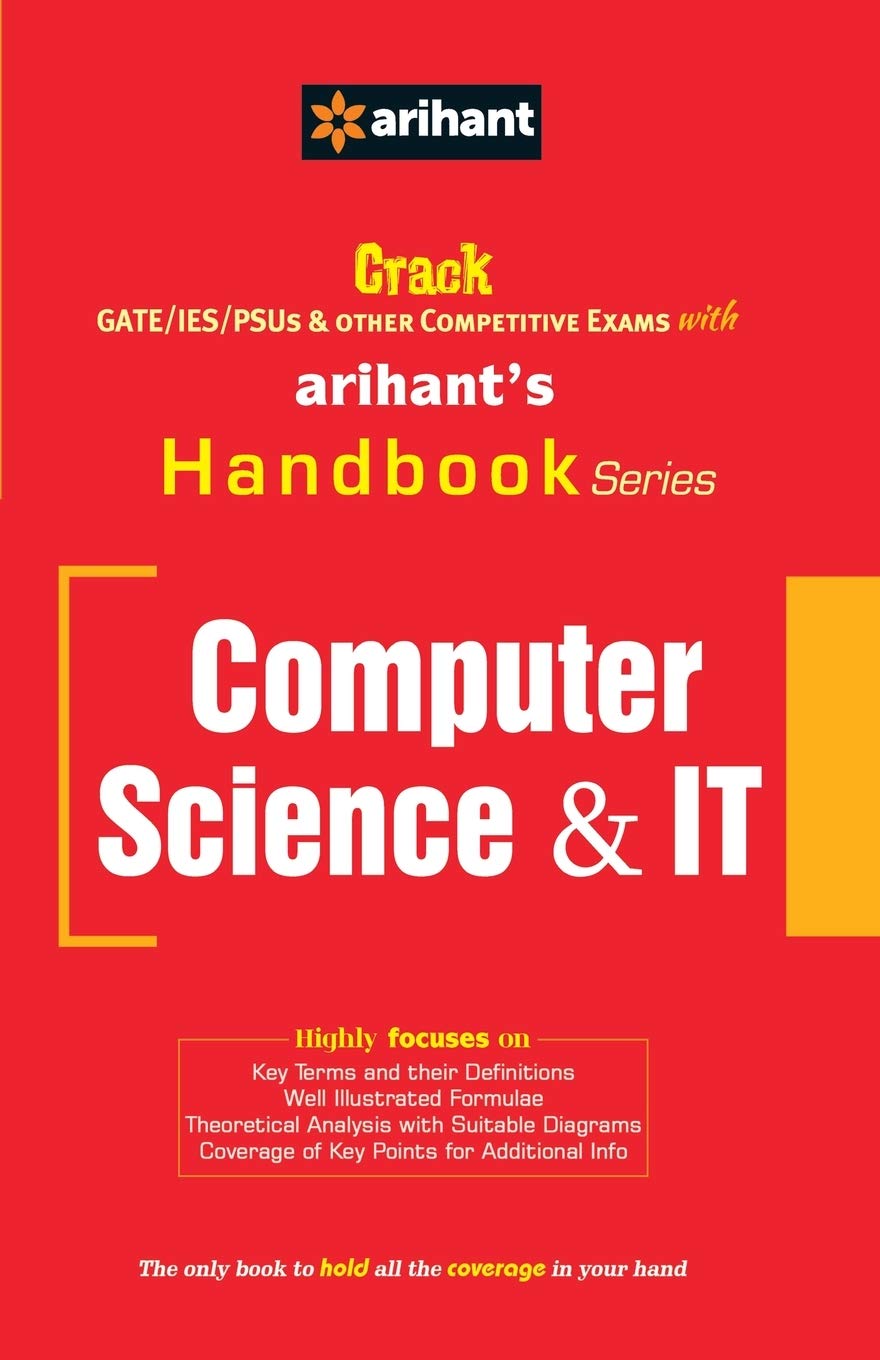 arihant
Crack
GATE/IES/PSUs & OTHER COMPETITIVE EXAMS with
arihant's
Handbook Series
Computer
Science & IT
Highly focuses on
Key Terms and their Definitions
Well Illustrated Formulae
Theoretical Analysis with Suitable Diagrams
Coverage of Key Points for Additional Info
The only book to hold all the coverage in your hand